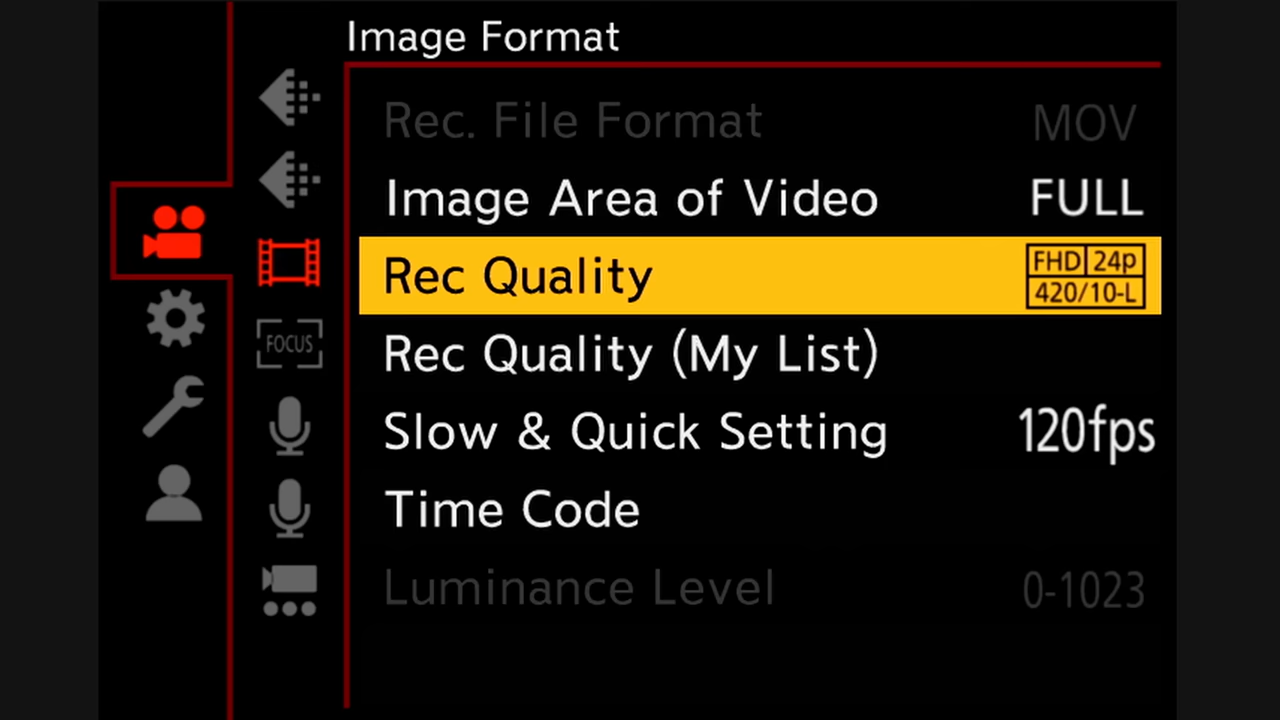 Image Format
Rec. File Format MOV
Image Area of Video FULL
Rec Quality FHD 24p
420/10-L
Rec Quality (My List)
FOCUS
Slow & Quick Setting 120fps
Time Code
Luminance Level 0-1023